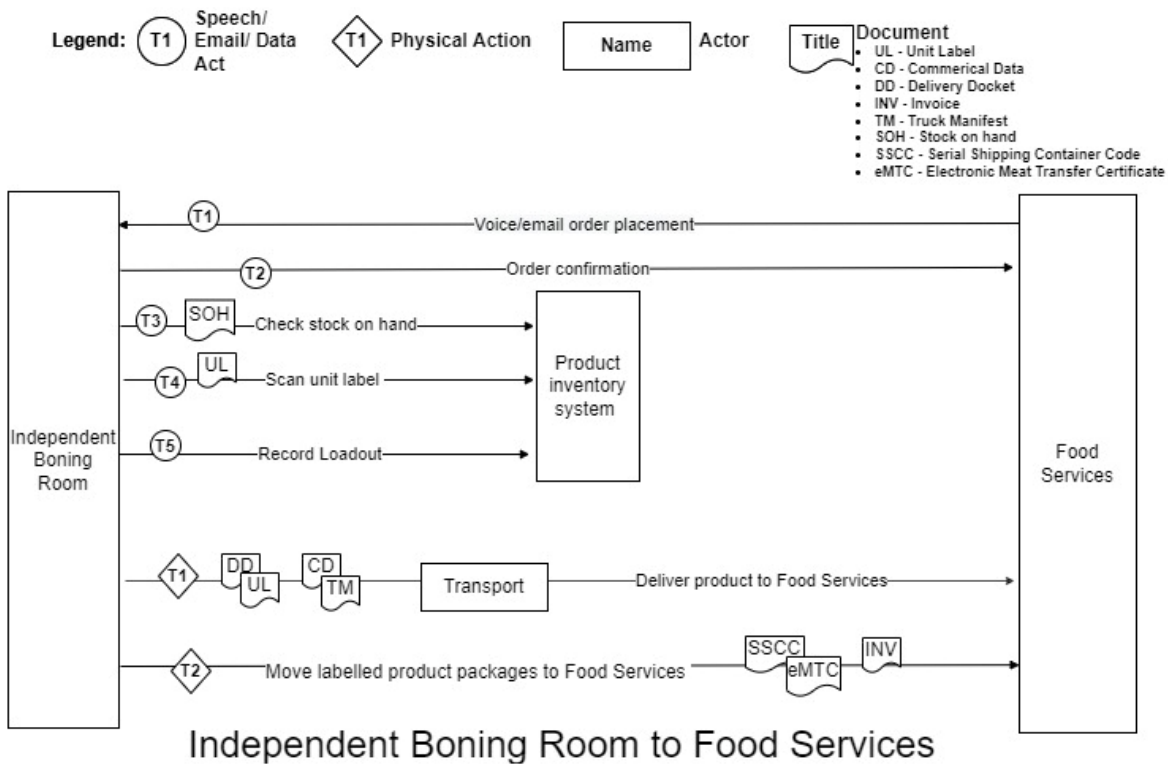 Legend:
T1
Speech/
Email/ Data
Act
T1
Physical Action
Name
Actor
Title
Document
• UL - Unit Label
• CD - Commerical Data
• DD - Delivery Docket
• INV - Invoice
• TM - Truck Manifest
• SOH - Stock on hand
• SSCC - Serial Shipping Container Code
• eMTC - Electronic Meat Transfer Certificate
T1
Voice/email order placement
T2
Order confirmation
T3
SOH
Check stock on hand
T4
UL
Scan unit label
Product
inventory
system
T5
Record Loadout
Independent
Boning
Room
Food
Services
T1
DD
UL
CD
TM
Transport
Deliver product to Food Services
T2
Move labelled product packages to Food Services
SSCC
eMTC
INV
Independent Boning Room to Food Services